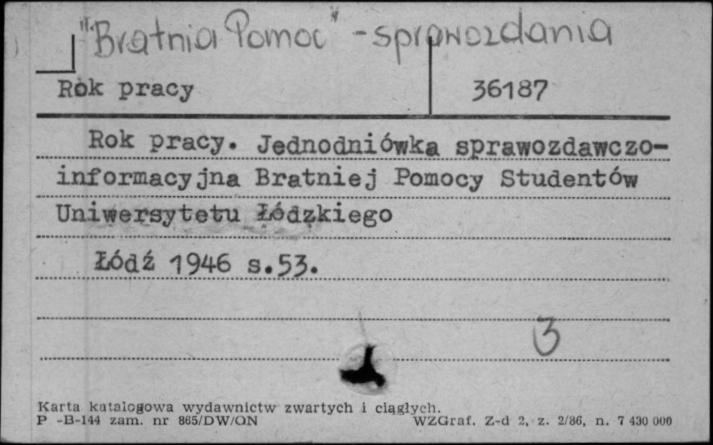 "Bratnia Pomoc" - sprawozdania
Rok pracy 36187
Rok pracy. Jednodniówka sprawozdawczo-
informacyjna Bratniej Pomocy Studentów
Uniwersytetu Łódzkiego
Łódź 1946 s.53.
3
Karta katalogowa wydawnictw zwartych i ciągłych.
P -B-144 zam. nr 865/DW/ON WZGraf. Z-d 2, z. 2/86, n. 7 430 000